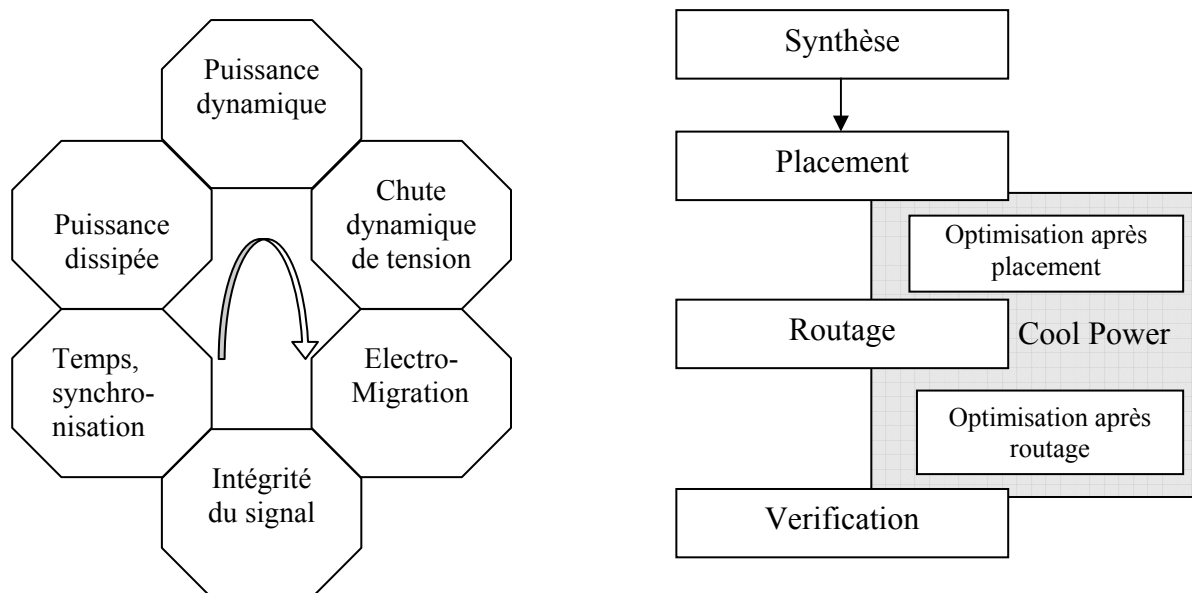 Puissance
dynamique
Puissance
dissipée
Chute
dynamique
de tension
Temps,
synchro-
nisation
Electro-
Migration
Intégrité
du signal
Synthèse
Placement
Optimisation après
placement
Routage
Cool Power
Optimisation après
routage
Verification